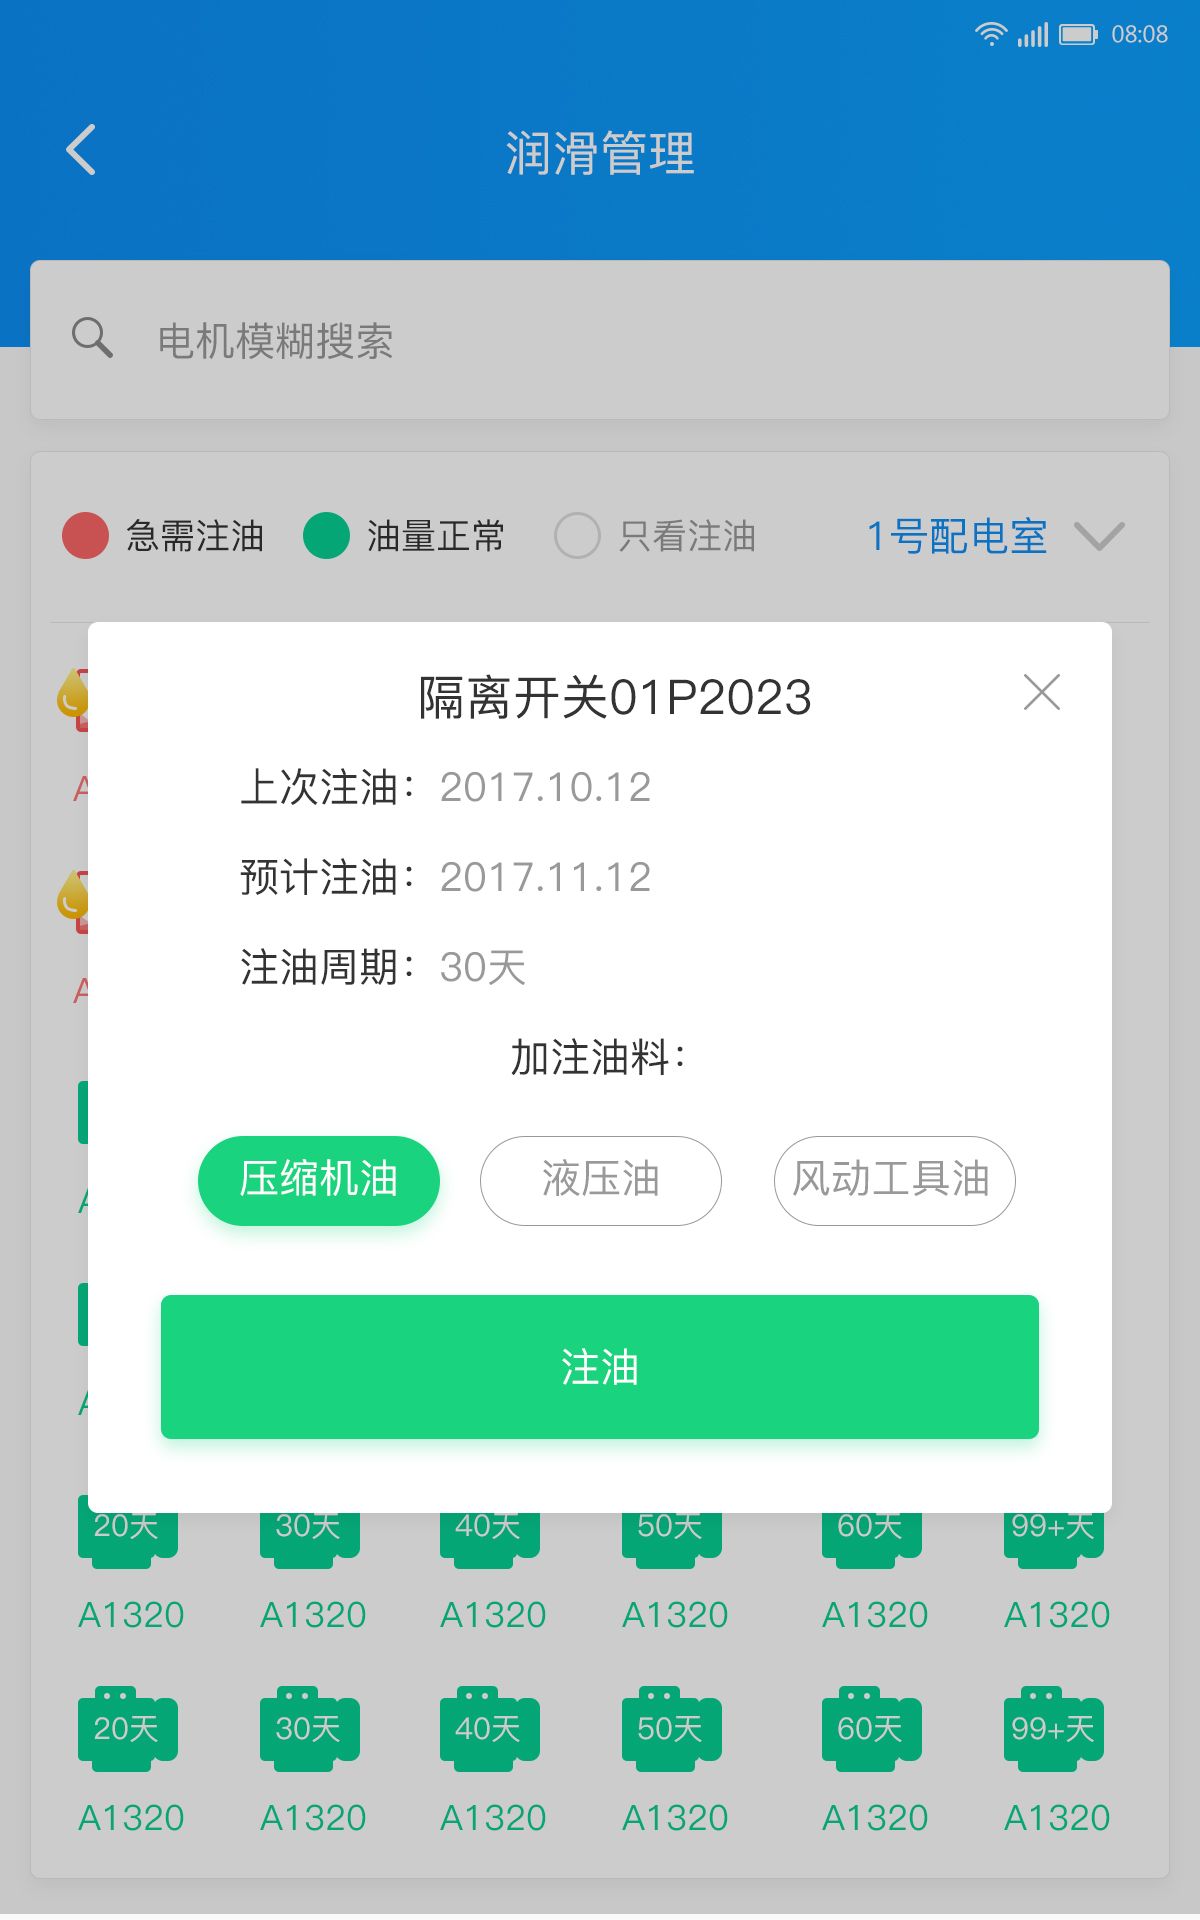 08:08
润滑管理
电机模糊搜索
急需注油 油量正常 只看注油 1号配电室
隔离开关01P2023
上次注油：2017.10.12
预计注油：2017.11.12
注油周期：30天
加注油料：
压缩机油 液压油 风动工具油
注油
20天 30天 40天 50天 60天 99+天
A1320 A1320 A1320 A1320 A1320 A1320
20天 30天 40天 50天 60天 99+天
A1320 A1320 A1320 A1320 A1320 A1320